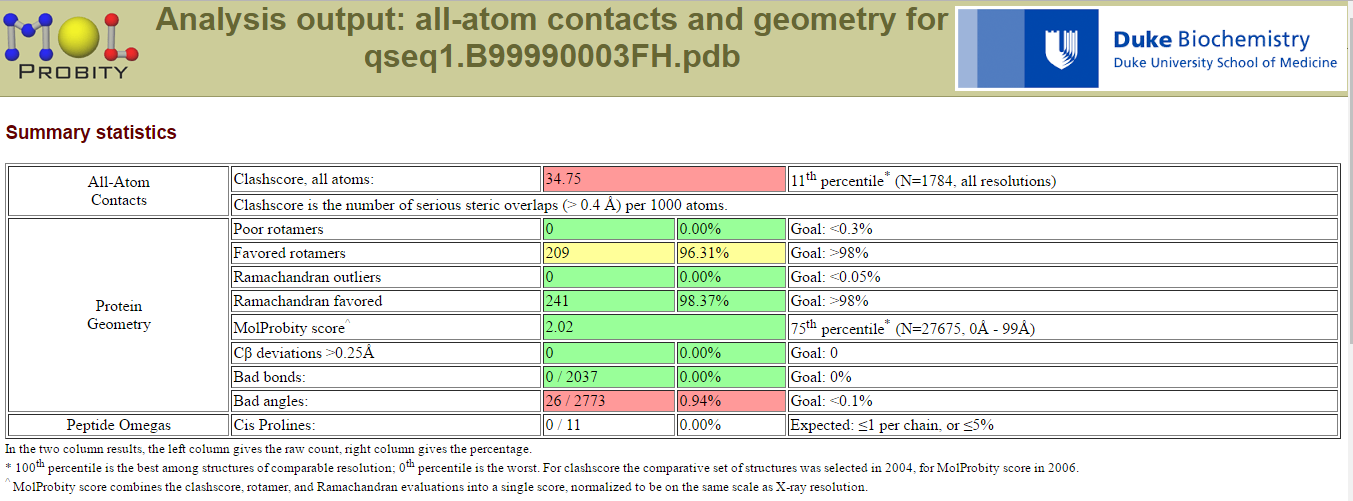 MOL
PROBITY
Analysis output: all-atom contacts and geometry for
qseq1.B99990003FH.pdb
Duke Biochemistry
Duke University School of Medicine
Summary statistics
All-Atom
Contacts
Clashscore, all atoms: 34.75 11th percentile* (N=1784, all resolutions)
Clashscore is the number of serious steric overlaps (> 0.4 Å) per 1000 atoms.
Protein
Geometry
Poor rotamers 0 0.00% Goal: <0.3%
Favored rotamers 209 96.31% Goal: >98%
Ramachandran outliers 0 0.00% Goal: <0.05%
Ramachandran favored 241 98.37% Goal: >98%
MolProbity score^ 2.02 75th percentile* (N=27675, 0Å - 99Å)
Cβ deviations >0.25Å 0 0.00% Goal: 0
Bad bonds: 0 / 2037 0.00% Goal: 0%
Bad angles: 26 / 2773 0.94% Goal: <0.1%
Peptide Omegas Cis Prolines: 0 / 11 0.00% Expected: ≤1 per chain, or ≤5%
In the two column results, the left column gives the raw count, right column gives the percentage.
* 100th percentile is the best among structures of comparable resolution; 0th percentile is the worst. For clashscore the comparative set of structures was selected in 2004, for MolProbity score in 2006.
^ MolProbity score combines the clashscore, rotamer, and Ramachandran evaluations into a single score, normalized to be on the same scale as X-ray resolution.